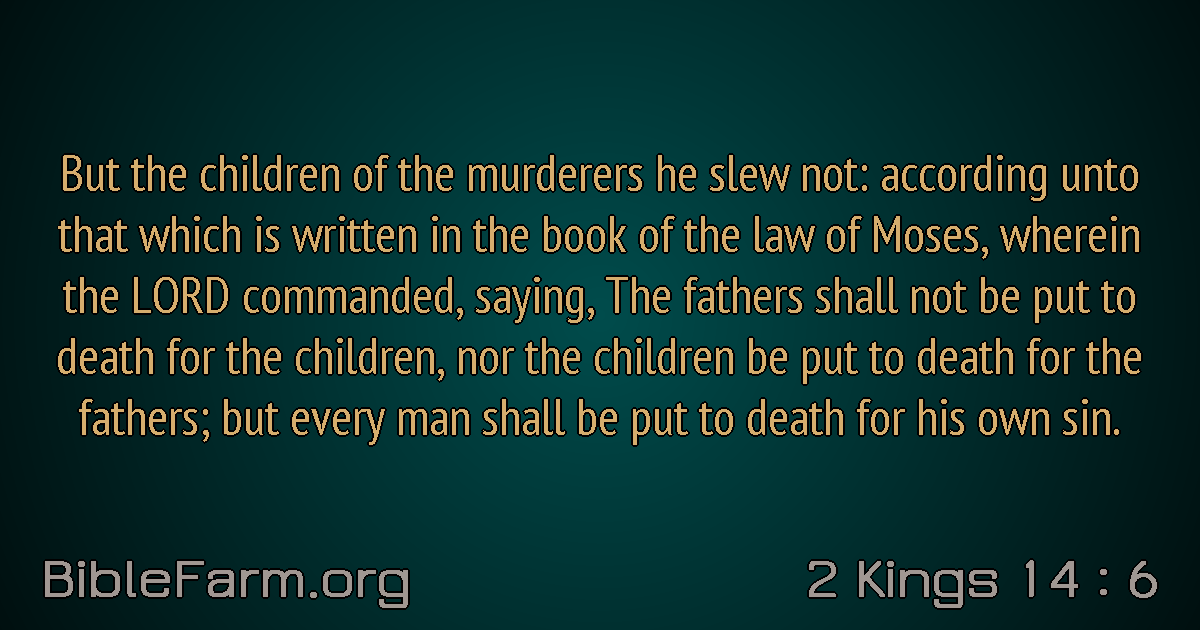 But the children of the murderers he slew not: according unto
that which is written in the book of the law of Moses, wherein
the LORD commanded, saying, The fathers shall not be put to
death for the children, nor the children be put to death for the
fathers; but every man shall be put to death for his own sin.
BibleFarm.org
2 Kings 14 : 6